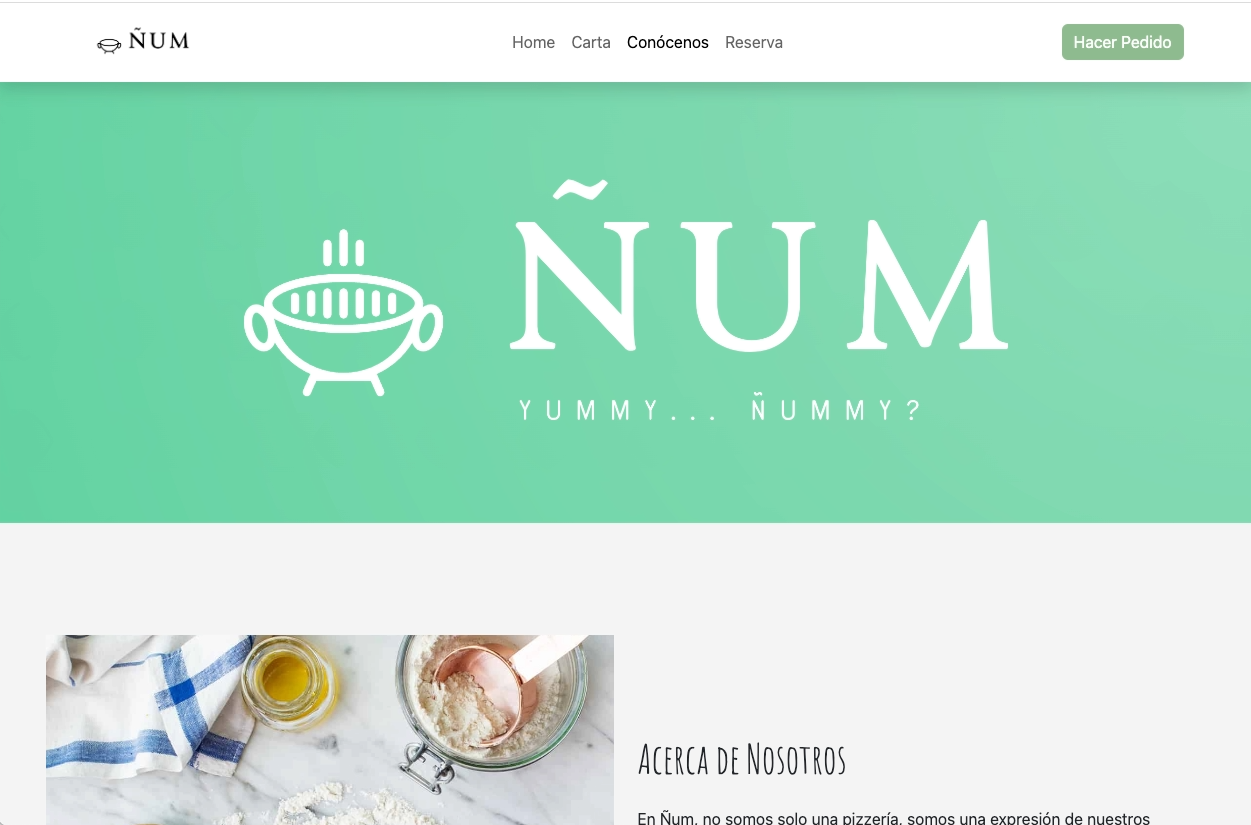 ÑUM
Home Carta Conócenos Reserva
Hacer Pedido
ÑUM
YUMMY... ÑUMMY?
Acerca de Nosotros
En Ñum, no somos solo una pizzería, somos una expresión de nuestros